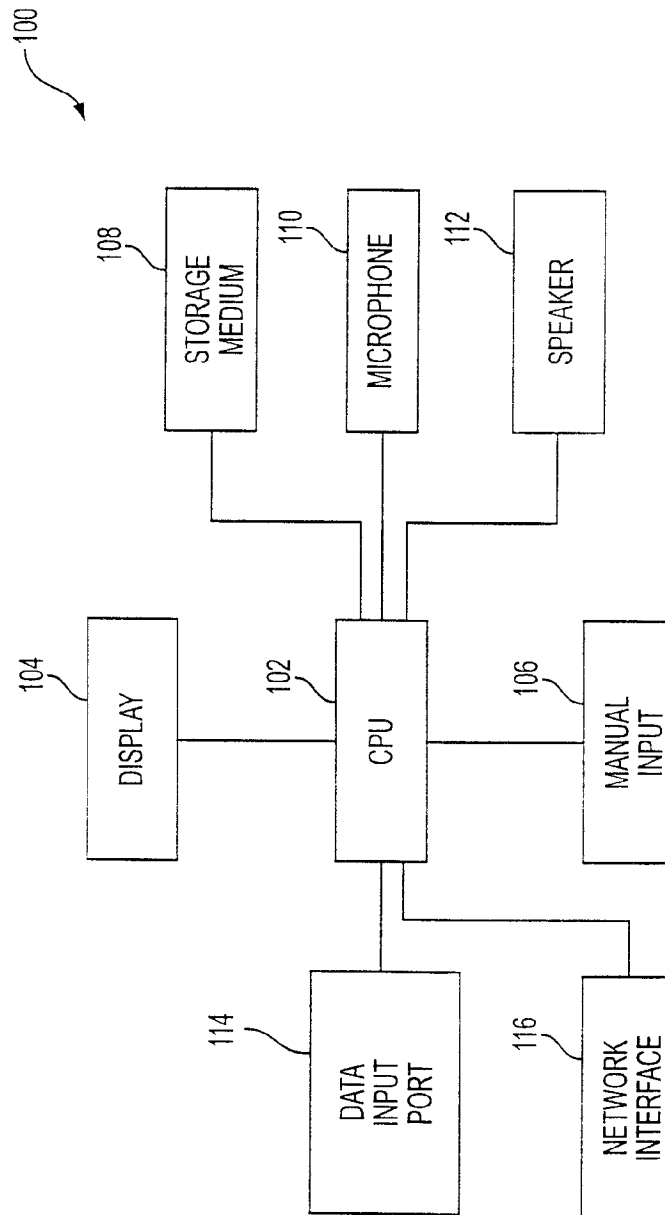 100
104
DISPLAY
108
STORAGE
MEDIUM
114
DATA
INPUT
PORT
102
CPU
110
MICROPHONE
116
NETWORK
INTERFACE
106
MANUAL
INPUT
112
SPEAKER